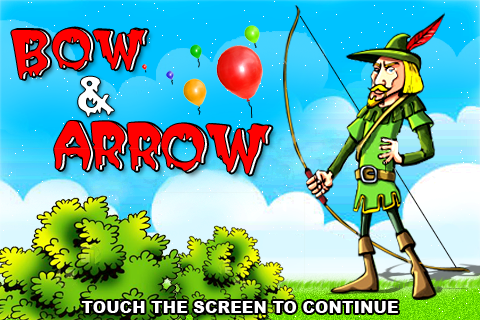 BOW
&
ARROW
TOUCH THE SCREEN TO CONTINUE